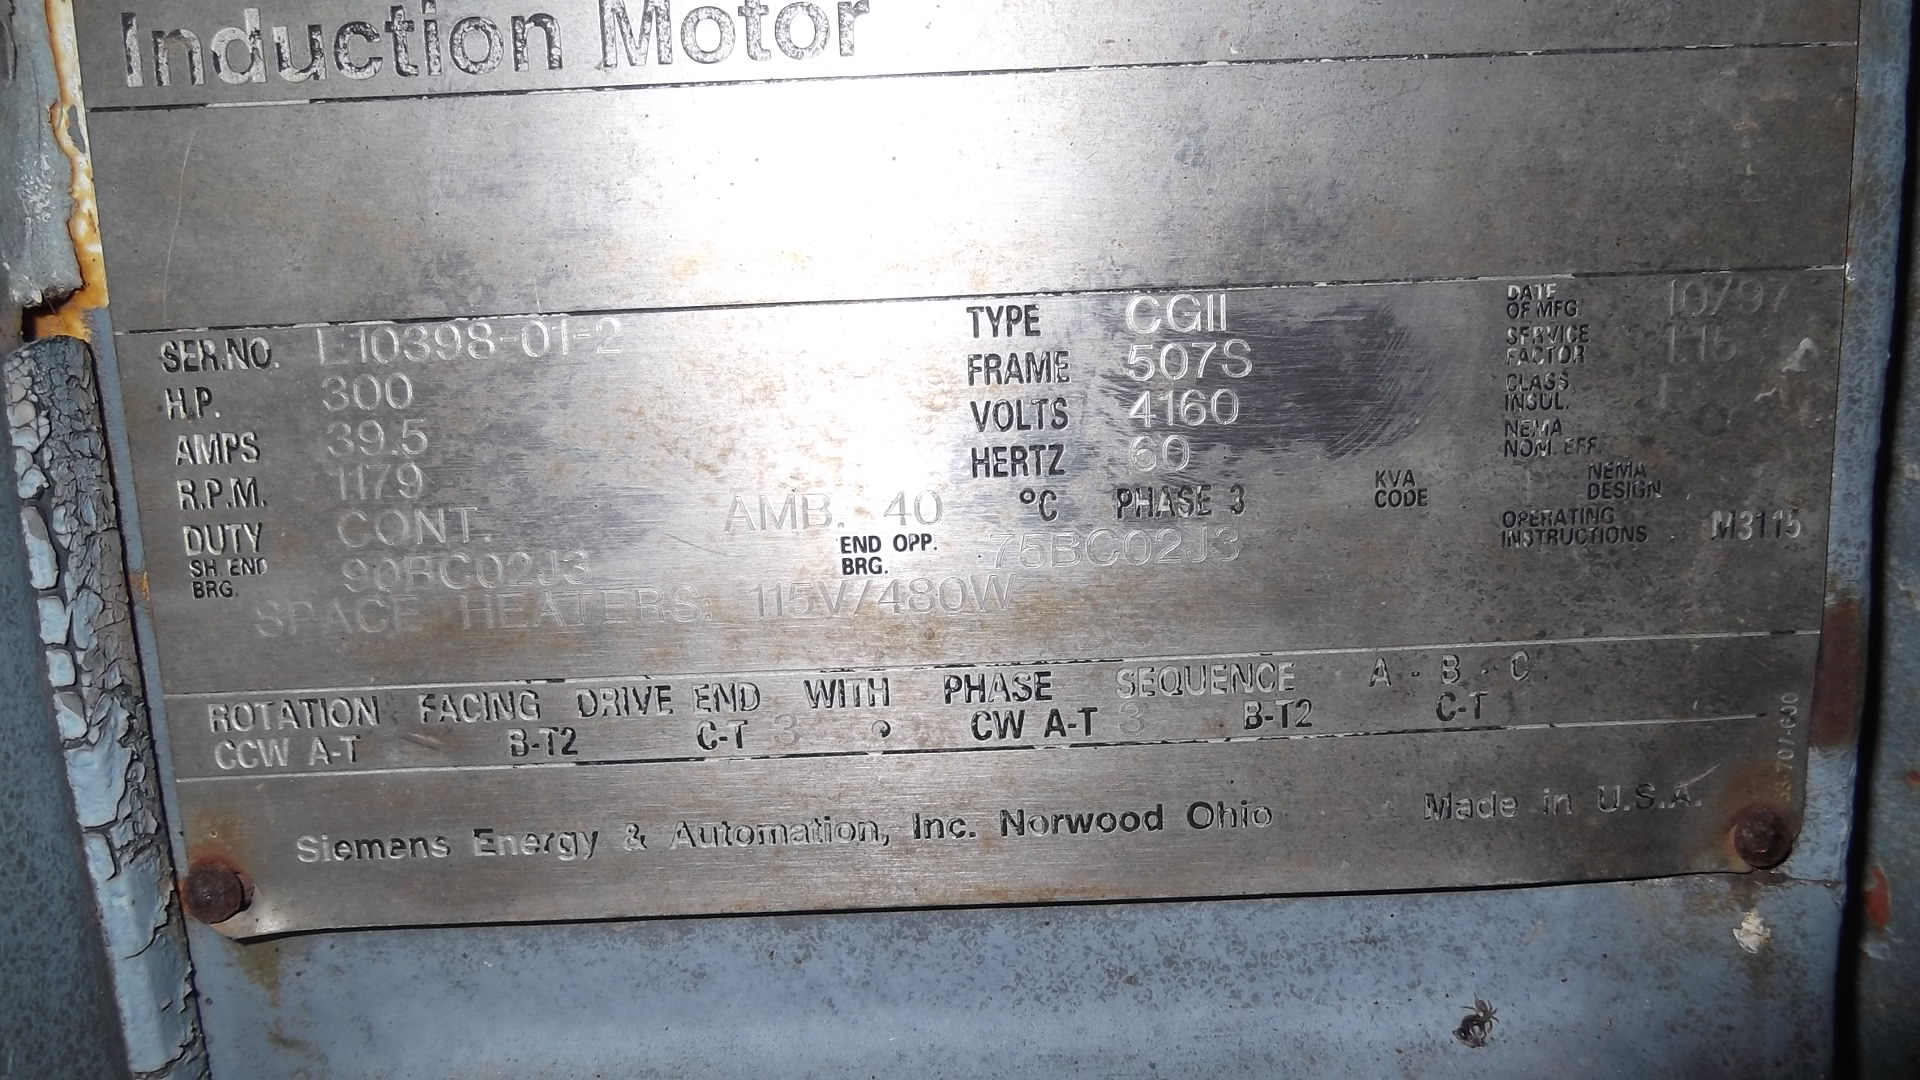 Induction Motor
SER.NO. E10398-01-2 TYPE CGII DATE OF MFG. 10/97
H.P. 300 FRAME 507S SERVICE FACTOR 1.15
AMPS 39.5 VOLTS 4160 CLASS INSUL. F
R.P.M. 1179 HERTZ 60 NEMA NOM. EFF.
DUTY CONT. AMB. 40 °C PHASE 3 KVA CODE NEMA DESIGN
SH. END BRG. 90BC02J3 END OPP. BRG. 75BC02J3 OPERATING INSTRUCTIONS M3115
SPACE HEATERS: 115V/480W
ROTATION FACING DRIVE END WITH PHASE SEQUENCE A - B - C
CCW A-T B-T2 C-T 3 CW A-T 3 B-T2 C-T
Siemens Energy & Automation, Inc. Norwood Ohio Made in U.S.A.